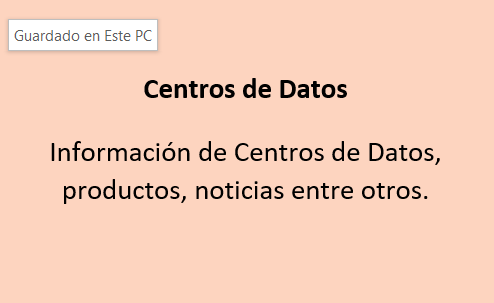 Guardado en Este PC
Centros de Datos
Información de Centros de Datos,
productos, noticias entre otros.